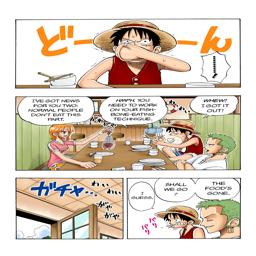 どーーん
WHEW!
I GOT IT
OUT!
HMPH. YOU
NEED TO WORK
ON YOUR FISH-
BONE-EATING
TECHNIQUE.
I'VE GOT NEWS
FOR YOU TWO:
NORMAL PEOPLE
DON'T EAT THIS
PART.
ガチャ
THE
FOOD'S
GONE.
SHALL
WE GO
?
I
GUESS.